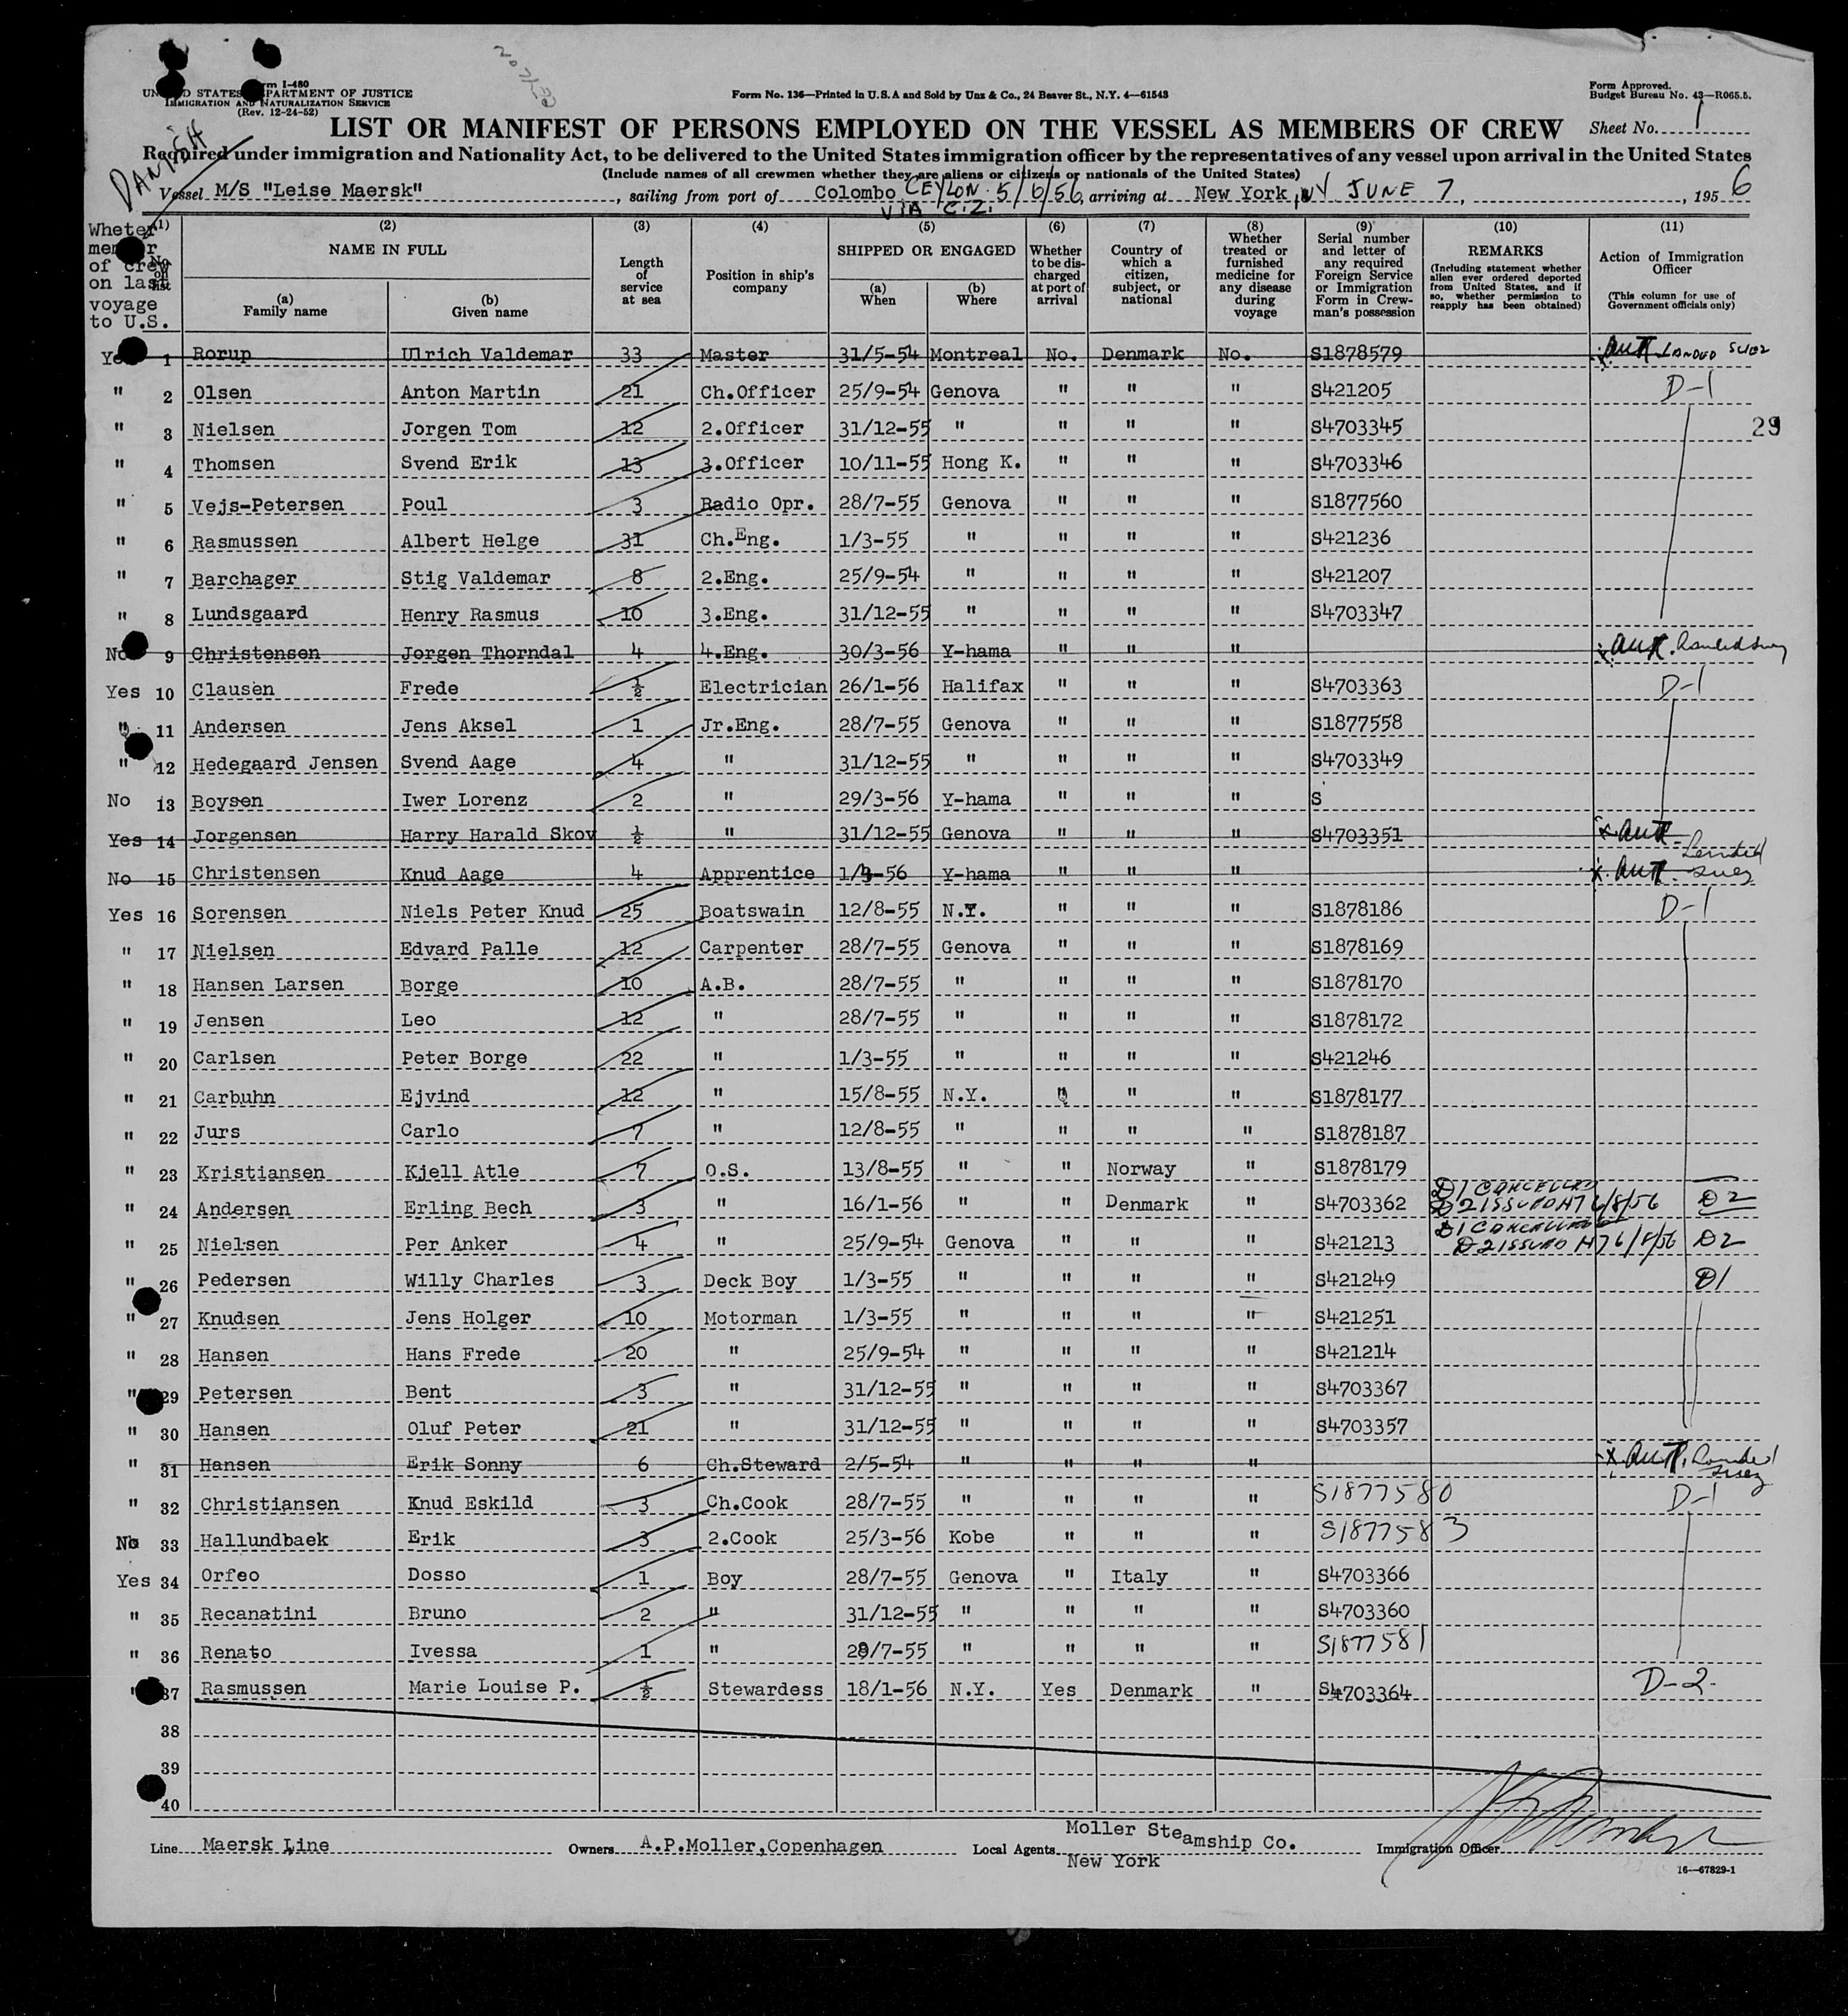 Form I-480
UNITED STATES DEPARTMENT OF JUSTICE
IMMIGRATION AND NATURALIZATION SERVICE
(Rev. 12-24-52)
Form No. 136—Printed in U.S.A and Sold by Unz & Co., 24 Beaver St., N.Y. 4—61543
Form Approved.
Budget Bureau No. 43—R065.5.
DANISH
LIST OR MANIFEST OF PERSONS EMPLOYED ON THE VESSEL AS MEMBERS OF CREW
Sheet No. 1
Required under immigration and Nationality Act, to be delivered to the United States immigration officer by the representatives of any vessel upon arrival in the United States
(Include names of all crewmen whether they are aliens or citizens or nationals of the United States)
Vessel M/S "Leise Maersk", sailing from port of Colombo CEYLON 5/6/56, arriving at New York, NY JUNE 7, 1956
VIA C.Z.
Wheter member of crew on last voyage to U.S.
(1) No. on list
(2) NAME IN FULL (a) Family name (b) Given name
(3) Length of service at sea
(4) Position in ship's company
(5) SHIPPED OR ENGAGED (a) When (b) Where
(6) Whether to be discharged at port of arrival
(7) Country of which a citizen, subject, or national
(8) Whether treated or furnished medicine for any disease during voyage
(9) Serial number and letter of any required Foreign Service or Immigration Form in Crewman's possession
(10) REMARKS (Including statement whether alien ever ordered deported from United States, and if so, whether permission to reapply has been obtained)
(11) Action of Immigration Officer (This column for use of Government officials only)
Yes 1 Rorup Ulrich Valdemar 33 Master 31/5-54 Montreal No. Denmark No. S1878579 LANDED SUEZ
" 2 Olsen Anton Martin 21 Ch.Officer 25/9-54 Genova " " " S421205 D-1
" 3 Nielsen Jorgen Tom 12 2.Officer 31/12-55 " " " " S4703345 29
" 4 Thomsen Svend Erik 13 3.Officer 10/11-55 Hong K. " " " S4703346
" 5 Vejs-Petersen Poul 3 Radio Opr. 28/7-55 Genova " " " S1877560
" 6 Rasmussen Albert Helge 31 Ch.Eng. 1/3-55 " " " " S421236
" 7 Barchager Stig Valdemar 8 2.Eng. 25/9-54 " " " " S421207
" 8 Lundsgaard Henry Rasmus 10 3.Eng. 31/12-55 " " " " S4703347
No 9 Christensen Jorgen Thorndal 4 4.Eng. 30/3-56 Y-hama " " "
Yes 10 Clausen Frede ½ Electrician 26/1-56 Halifax " " " S4703363 D-1
" 11 Andersen Jens Aksel 1 Jr.Eng. 28/7-55 Genova " " " S1877558
" 12 Hedegaard Jensen Svend Aage 4 " 31/12-55 " " " " S4703349
No 13 Boysen Iwer Lorenz 2 " 29/3-56 Y-hama " " " S
Yes 14 Jorgensen Harry Harald Skov ½ " 31/12-55 Genova " " " S4703351
No 15 Christensen Knud Aage 4 Apprentice 1/4-56 Y-hama " " "
Yes 16 Sorensen Niels Peter Knud 25 Boatswain 12/8-55 N.Y. " " " S1878186 D-1
" 17 Nielsen Edvard Palle 12 Carpenter 28/7-55 Genova " " " S1878169
" 18 Hansen Larsen Borge 10 A.B. 28/7-55 " " " " S1878170
" 19 Jensen Leo 12 " 28/7-55 " " " " S1878172
" 20 Carlsen Peter Borge 22 " 1/3-55 " " " " S421246
" 21 Carbuhn Ejvind 12 " 15/8-55 N.Y. " " " S1878177
" 22 Jurs Carlo 7 " 12/8-55 " " " " S1878187
" 23 Kristiansen Kjell Atle 7 O.S. 13/8-55 " " Norway " S1878179
" 24 Andersen Erling Bech 3 " 16/1-56 " " Denmark " S4703362 D1 CANCELLED D2 ISSUED H7 6/8/56 D2
" 25 Nielsen Per Anker 4 " 25/9-54 Genova " " " S421213 D1 CANCELLED D2 ISSUED H7 6/8/56 D2
" 26 Pedersen Willy Charles 3 Deck Boy 1/3-55 " " " " S421249 D1
" 27 Knudsen Jens Holger 10 Motorman 1/3-55 " " " " S421251
" 28 Hansen Hans Frede 20 " 25/9-54 " " " " S421214
" 29 Petersen Bent 3 " 31/12-55 " " " " S4703367
" 30 Hansen Oluf Peter 21 " 31/12-55 " " " " S4703357
" 31 Hansen Erik Sonny 6 Ch.Steward 2/5-54 " " " "
" 32 Christiansen Knud Eskild 3 Ch.Cook 28/7-55 " " " " S1877580 D-1
No 33 Hallundbaek Erik 3 2.Cook 25/3-56 Kobe " " " S1877583
Yes 34 Orfeo Dosso 1 Boy 28/7-55 Genova " Italy " S4703366
" 35 Recanatini Bruno 2 " 31/12-55 " " " " S4703360
" 36 Renato Ivessa 1 " 28/7-55 " " " " S1877581
" 37 Rasmussen Marie Louise P. ½ Stewardess 18/1-56 N.Y. Yes Denmark " S4703364 D-2-
38
39
40
Line Maersk Line Owners A.P.Moller,Copenhagen Local Agents Moller Steamship Co. New York Immigration Officer
16—67829-1